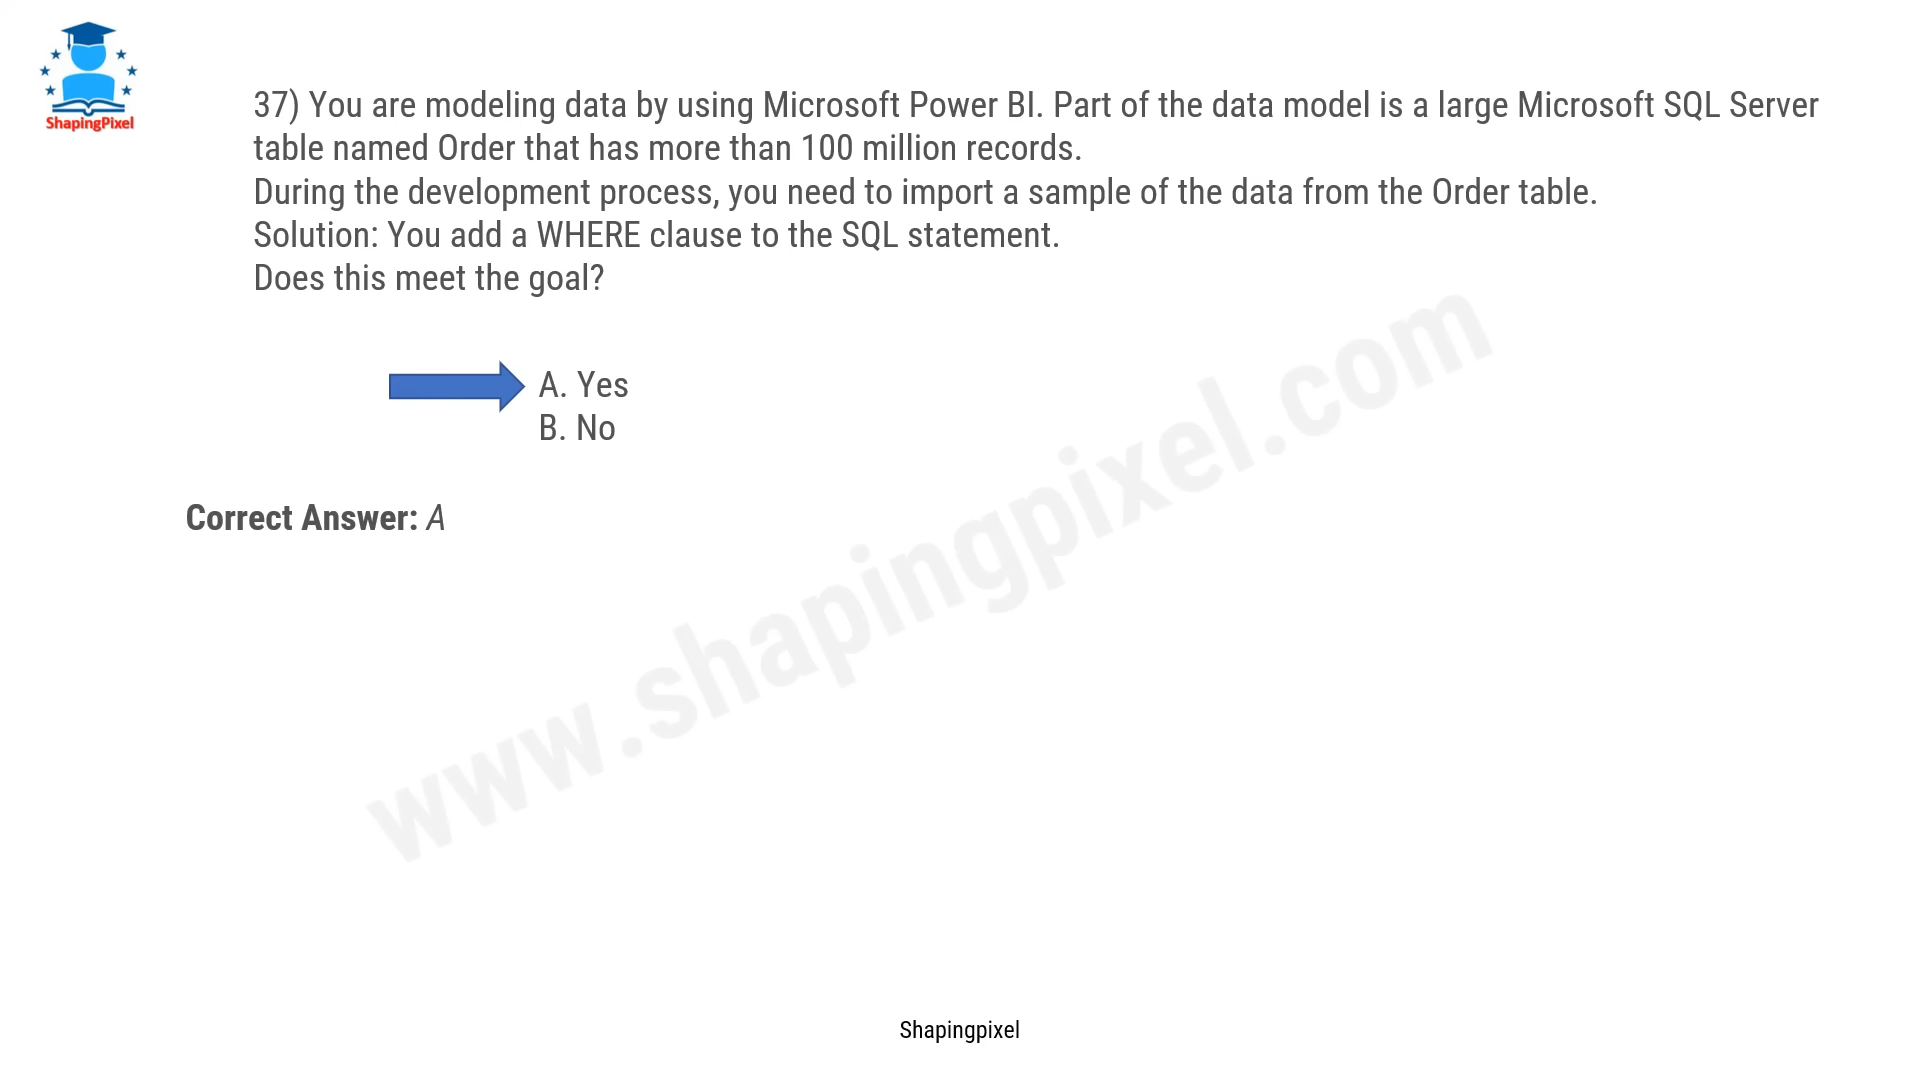 ShapingPixel
37) You are modeling data by using Microsoft Power BI. Part of the data model is a large Microsoft SQL Server
table named Order that has more than 100 million records.
During the development process, you need to import a sample of the data from the Order table.
Solution: You add a WHERE clause to the SQL statement.
Does this meet the goal?
A. Yes
B. No
Correct Answer: A
www.shapingpixel.com
Shapingpixel